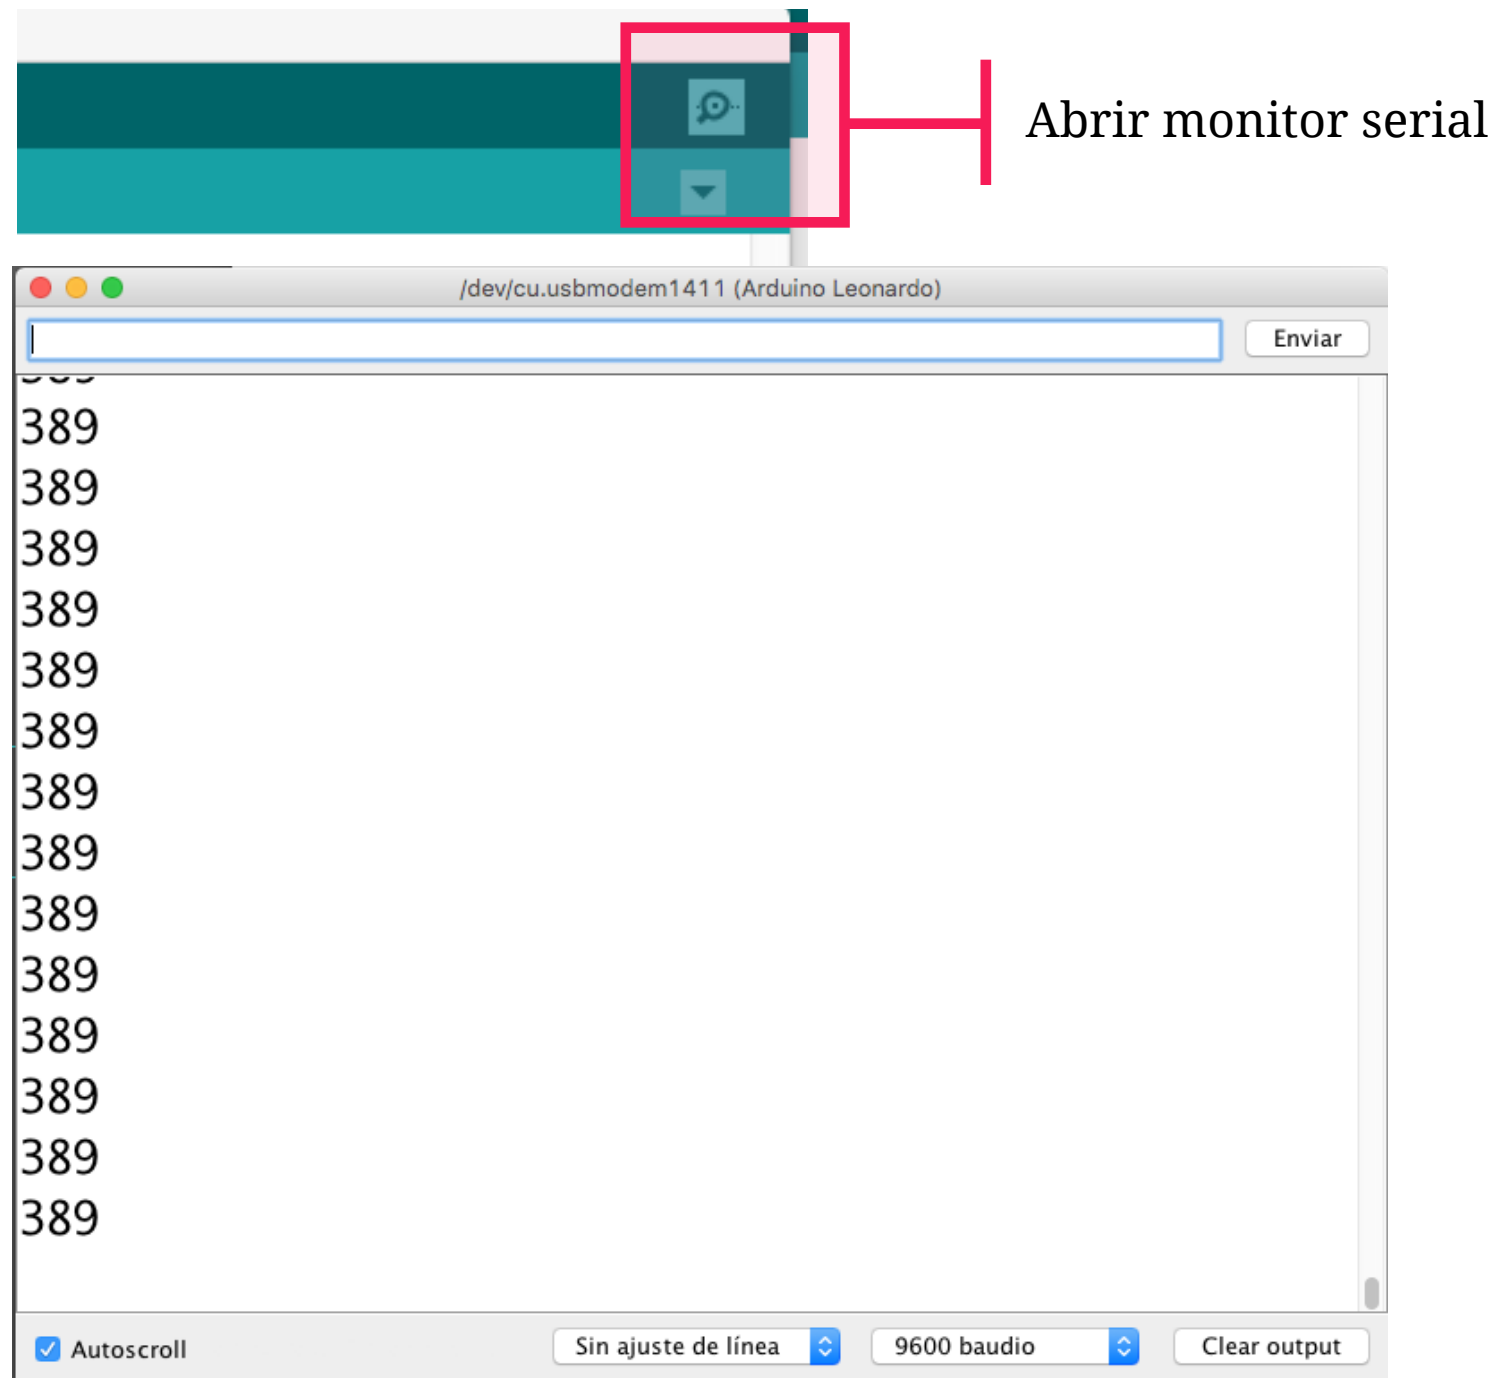 Abrir monitor serial
/dev/cu.usbmodem1411 (Arduino Leonardo)
Enviar
389
389
389
389
389
389
389
389
389
389
389
389
389
389
Autoscroll
Sin ajuste de línea
9600 baudio
Clear output